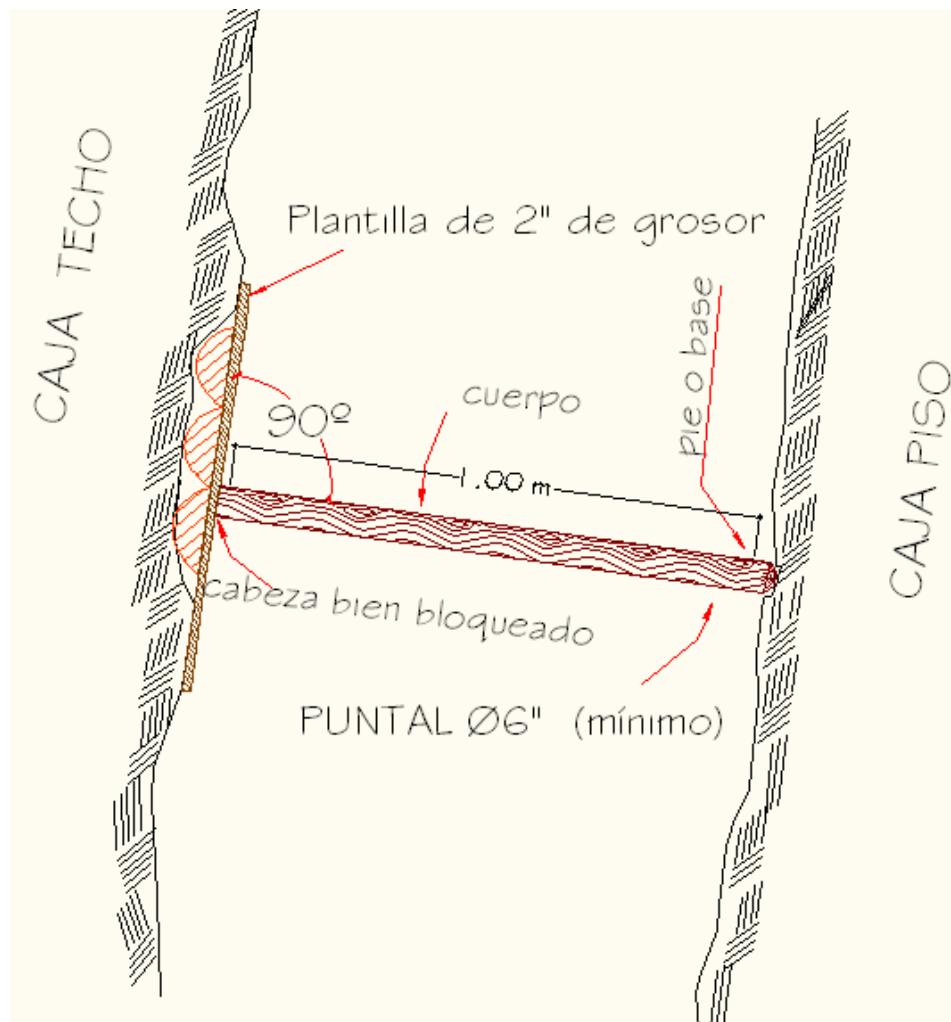 CAJA TECHO
Plantilla de 2" de grosor
pie o base
cuerpo
90º
1.00 m
CAJA PISO
cabeza bien bloqueado
PUNTAL Ø6" (mínimo)